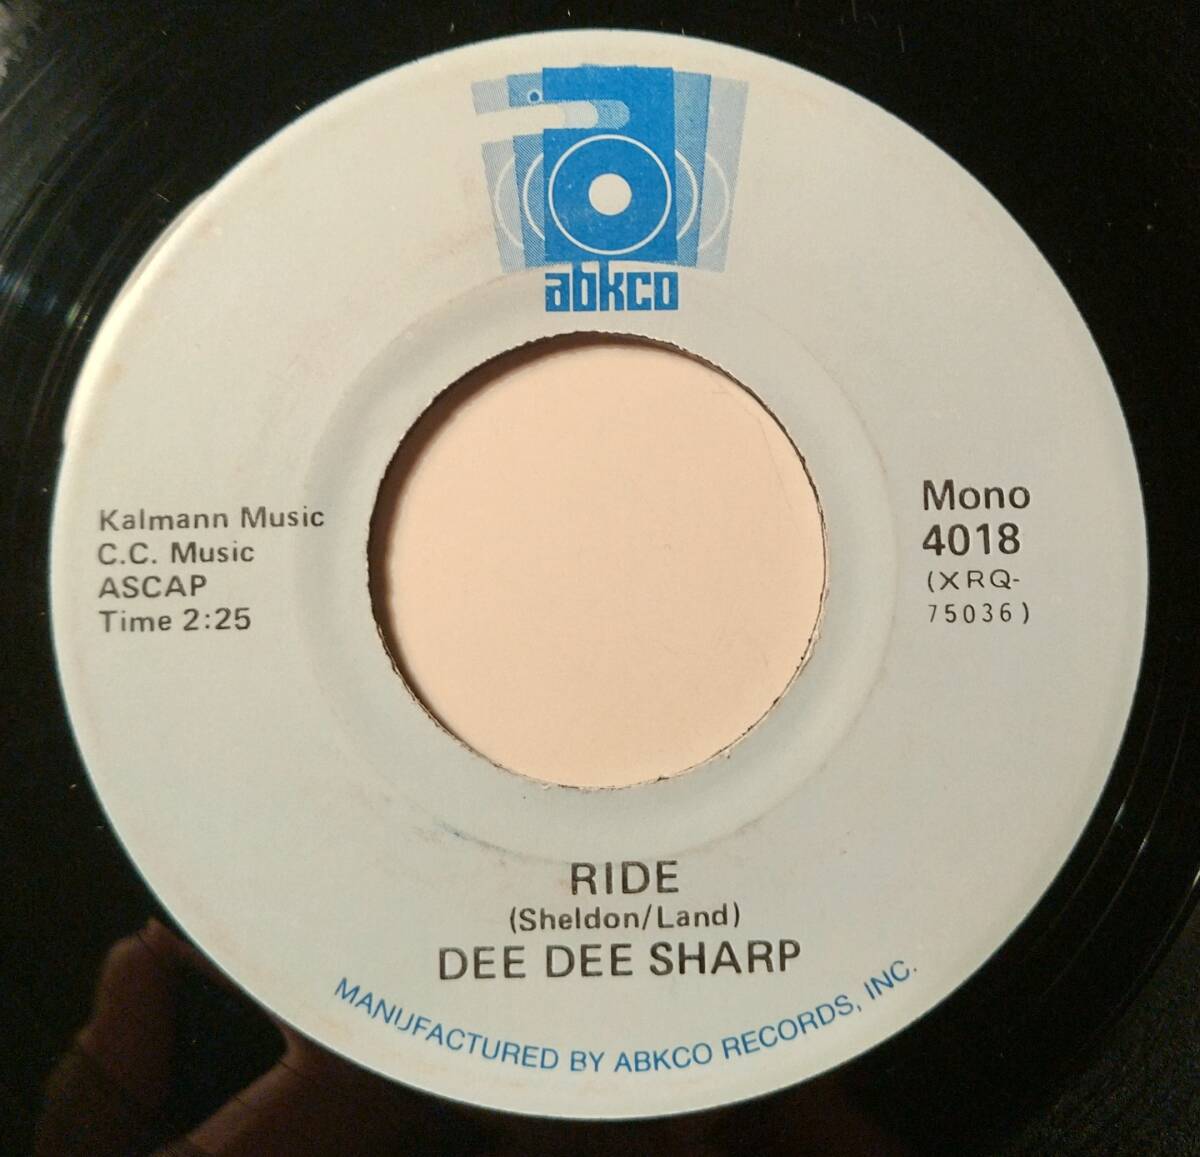 abkco
Kalmann Music
C.C. Music
ASCAP
Time 2:25
Mono
4018
(XRQ-
75036)
RIDE
(Sheldon/Land)
DEE DEE SHARP
MANUFACTURED BY ABKCO RECORDS, INC.